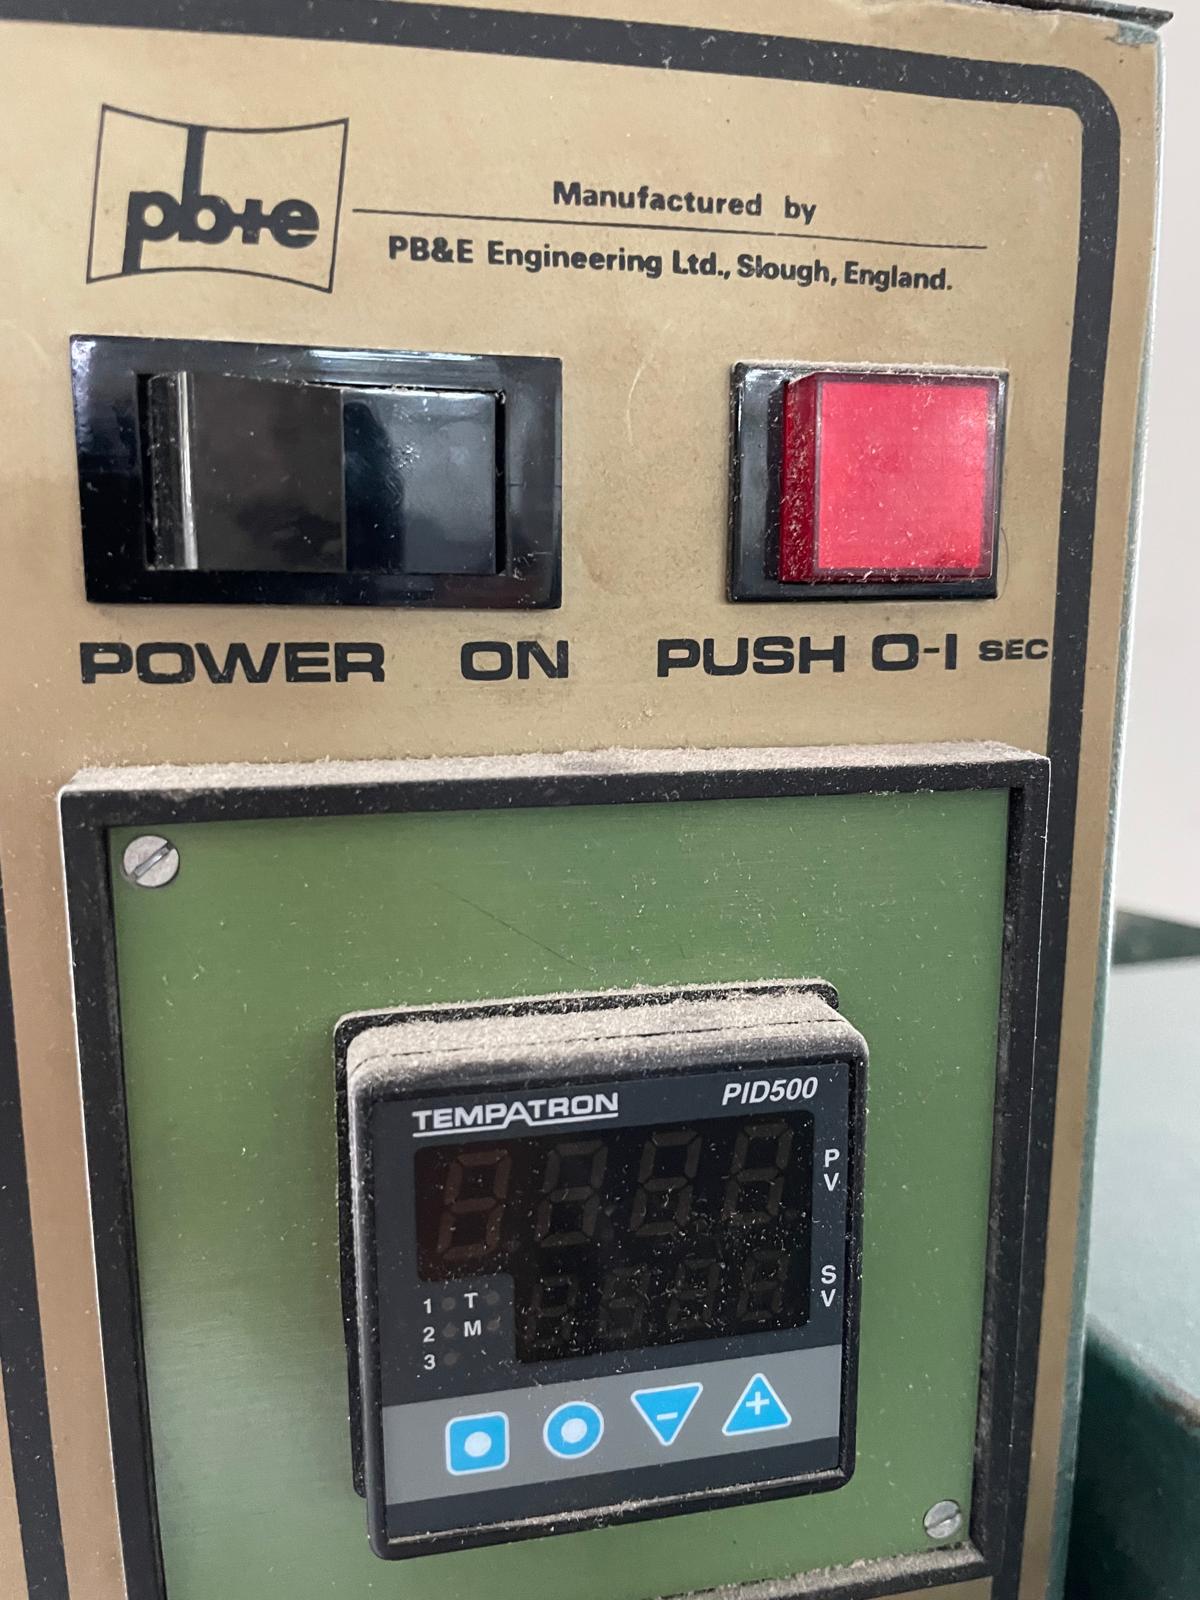 pb+e
Manufactured by
PB&E Engineering Ltd., Slough, England.
POWER ON
PUSH 0-1 SEC
TEMPATRON
PID500
PV
SV
1 T
2 M
3
- +